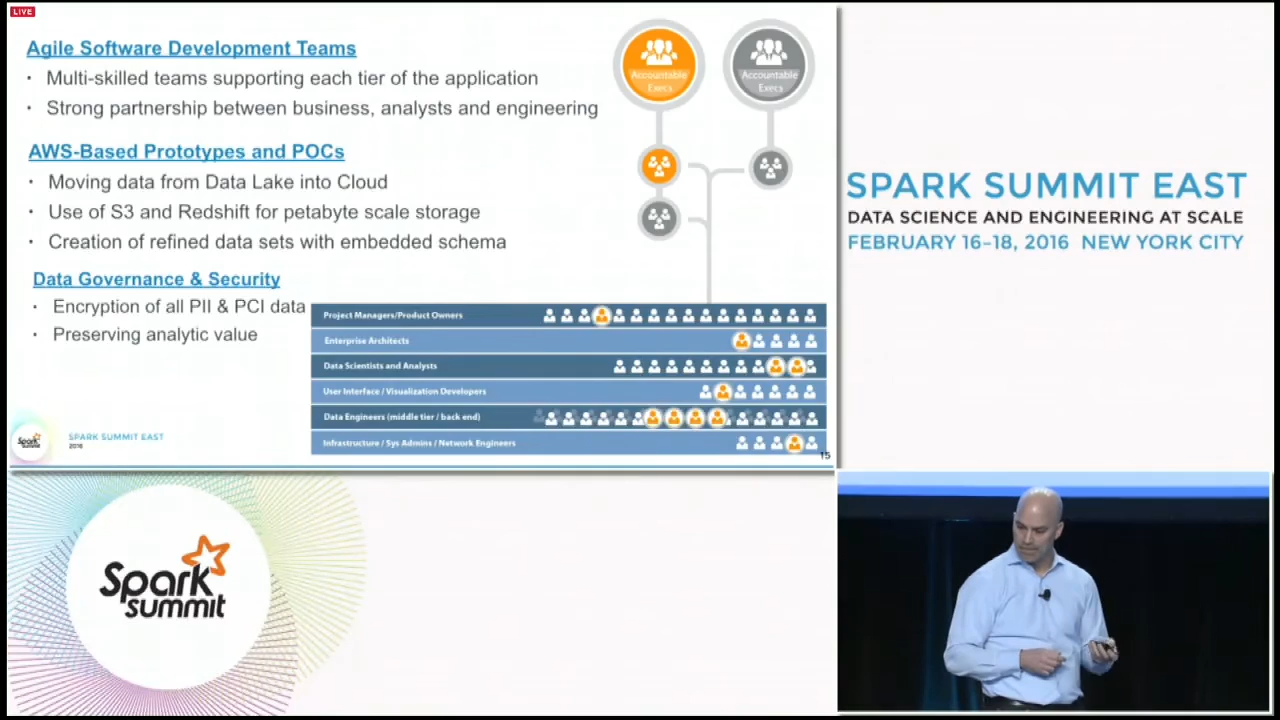 LIVE
Agile Software Development Teams
· Multi-skilled teams supporting each tier of the application
· Strong partnership between business, analysts and engineering
AWS-Based Prototypes and POCs
· Moving data from Data Lake into Cloud
· Use of S3 and Redshift for petabyte scale storage
· Creation of refined data sets with embedded schema
Data Governance & Security
· Encryption of all PII & PCI data
· Preserving analytic value
Accountable
Execs
Accountable
Execs
Project Managers/Product Owners
Enterprise Architects
Data Scientists and Analysts
User Interface / Visualization Developers
Data Engineers (middle tier / back end)
Infrastructure / Sys Admins / Network Engineers
Spark
Summit
SPARK SUMMIT EAST
2016
15
SPARK SUMMIT EAST
DATA SCIENCE AND ENGINEERING AT SCALE
FEBRUARY 16-18, 2016 NEW YORK CITY
Spark
summit